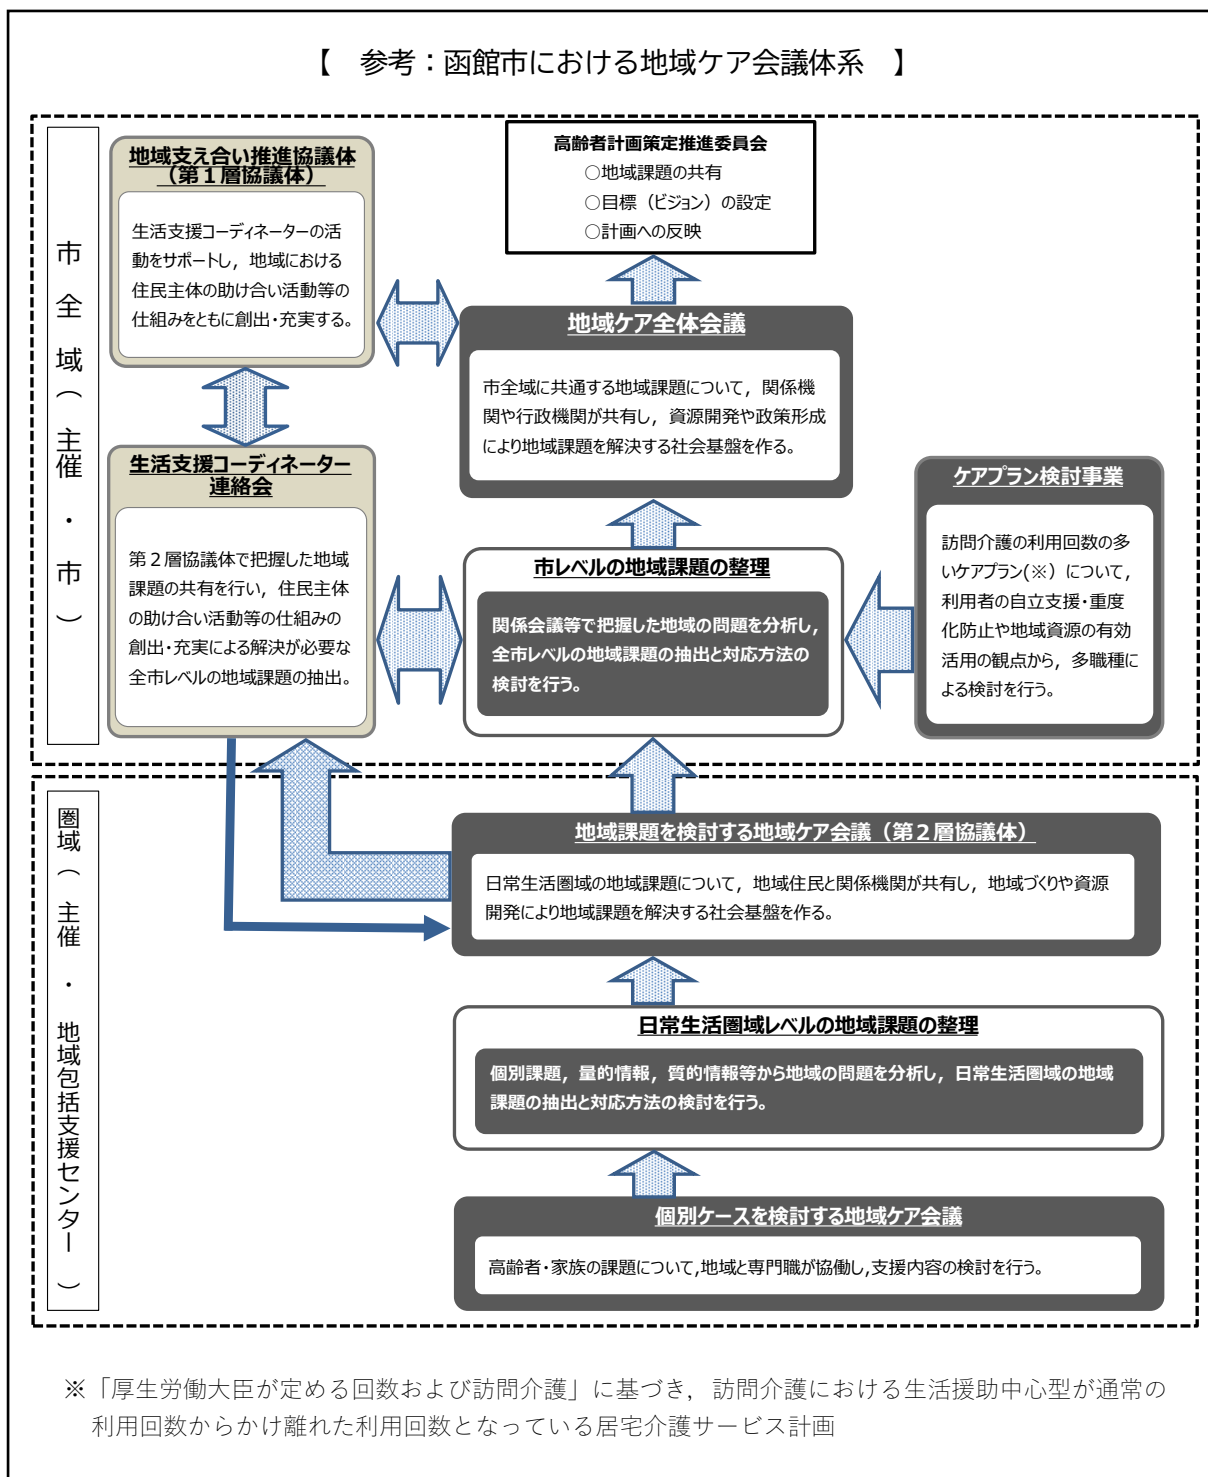 【　参考：函館市における地域ケア会議体系　】
市全域（主催・市）
地域支え合い推進協議体
（第１層協議体）
生活支援コーディネーターの活
動をサポートし，地域における
住民主体の助け合い活動等の
仕組みをともに創出・充実する。
高齢者計画策定推進委員会
○地域課題の共有
○目標（ビジョン）の設定
○計画への反映
地域ケア全体会議
市全域に共通する地域課題について，関係機
関や行政機関が共有し，資源開発や政策形成
により地域課題を解決する社会基盤を作る。
生活支援コーディネーター
連絡会
第２層協議体で把握した地域
課題の共有を行い，住民主体
の助け合い活動等の仕組みの
創出・充実による解決が必要な
全市レベルの地域課題の抽出。
市レベルの地域課題の整理
関係会議等で把握した地域の問題を分析し，
全市レベルの地域課題の抽出と対応方法の
検討を行う。
ケアプラン検討事業
訪問介護の利用回数の多
いケアプラン(※）について，
利用者の自立支援・重度
化防止や地域資源の有効
活用の観点から，多職種に
よる検討を行う。
圏域（主催・地域包括支援センター）
地域課題を検討する地域ケア会議（第２層協議体）
日常生活圏域の地域課題について，地域住民と関係機関が共有し，地域づくりや資源
開発により地域課題を解決する社会基盤を作る。
日常生活圏域レベルの地域課題の整理
個別課題，量的情報，質的情報等から地域の問題を分析し，日常生活圏域の地域
課題の抽出と対応方法の検討を行う。
個別ケースを検討する地域ケア会議
高齢者・家族の課題について,地域と専門職が協働し,支援内容の検討を行う。
※「厚生労働大臣が定める回数および訪問介護」に基づき，訪問介護における生活援助中心型が通常の
利用回数からかけ離れた利用回数となっている居宅介護サービス計画